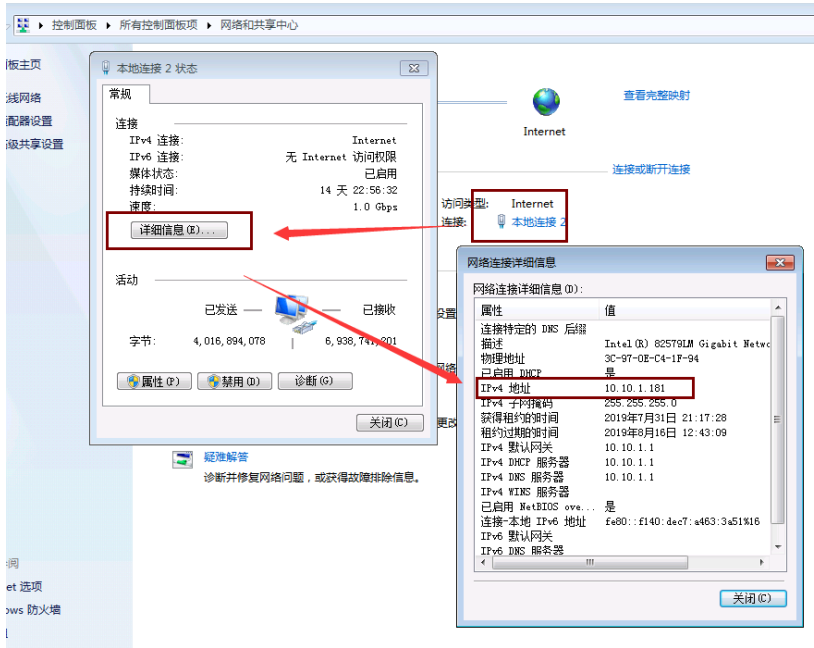 控制面板 ▸ 所有控制面板项 ▸ 网络和共享中心
板主页
线网络
配器设置
级共享设置
查看完整映射
Internet
连接或断开连接
访问类型: Internet
连接: 本地连接 2
设置
网络
更改
疑难解答
诊断并修复网络问题，或获得故障排除信息。
et 选项
ows 防火墙
本地连接 2 状态
常规
连接
IPv4 连接: Internet
IPv6 连接: 无 Internet 访问权限
媒体状态: 已启用
持续时间: 14 天 22:56:32
速度: 1.0 Gbps
详细信息(E)...
活动
已发送 — — 已接收
字节: 4,016,894,078 | 6,938,741,201
属性(P) 禁用(D) 诊断(G)
关闭(C)
网络连接详细信息
网络连接详细信息(D):
属性 值
连接特定的 DNS 后缀
描述 Intel(R) 82579LM Gigabit Netwo
物理地址 3C-97-0E-C4-1F-94
已启用 DHCP 是
IPv4 地址 10.10.1.181
IPv4 子网掩码 255.255.255.0
获得租约的时间 2019年7月31日 21:17:28
租约过期的时间 2019年8月16日 12:43:09
IPv4 默认网关 10.10.1.1
IPv4 DHCP 服务器 10.10.1.1
IPv4 DNS 服务器 10.10.1.1
IPv4 WINS 服务器
已启用 NetBIOS ove... 是
连接-本地 IPv6 地址 fe80::f140:dec7:a463:3a51%16
IPv6 默认网关
IPv6 DNS 服务器
关闭(C)